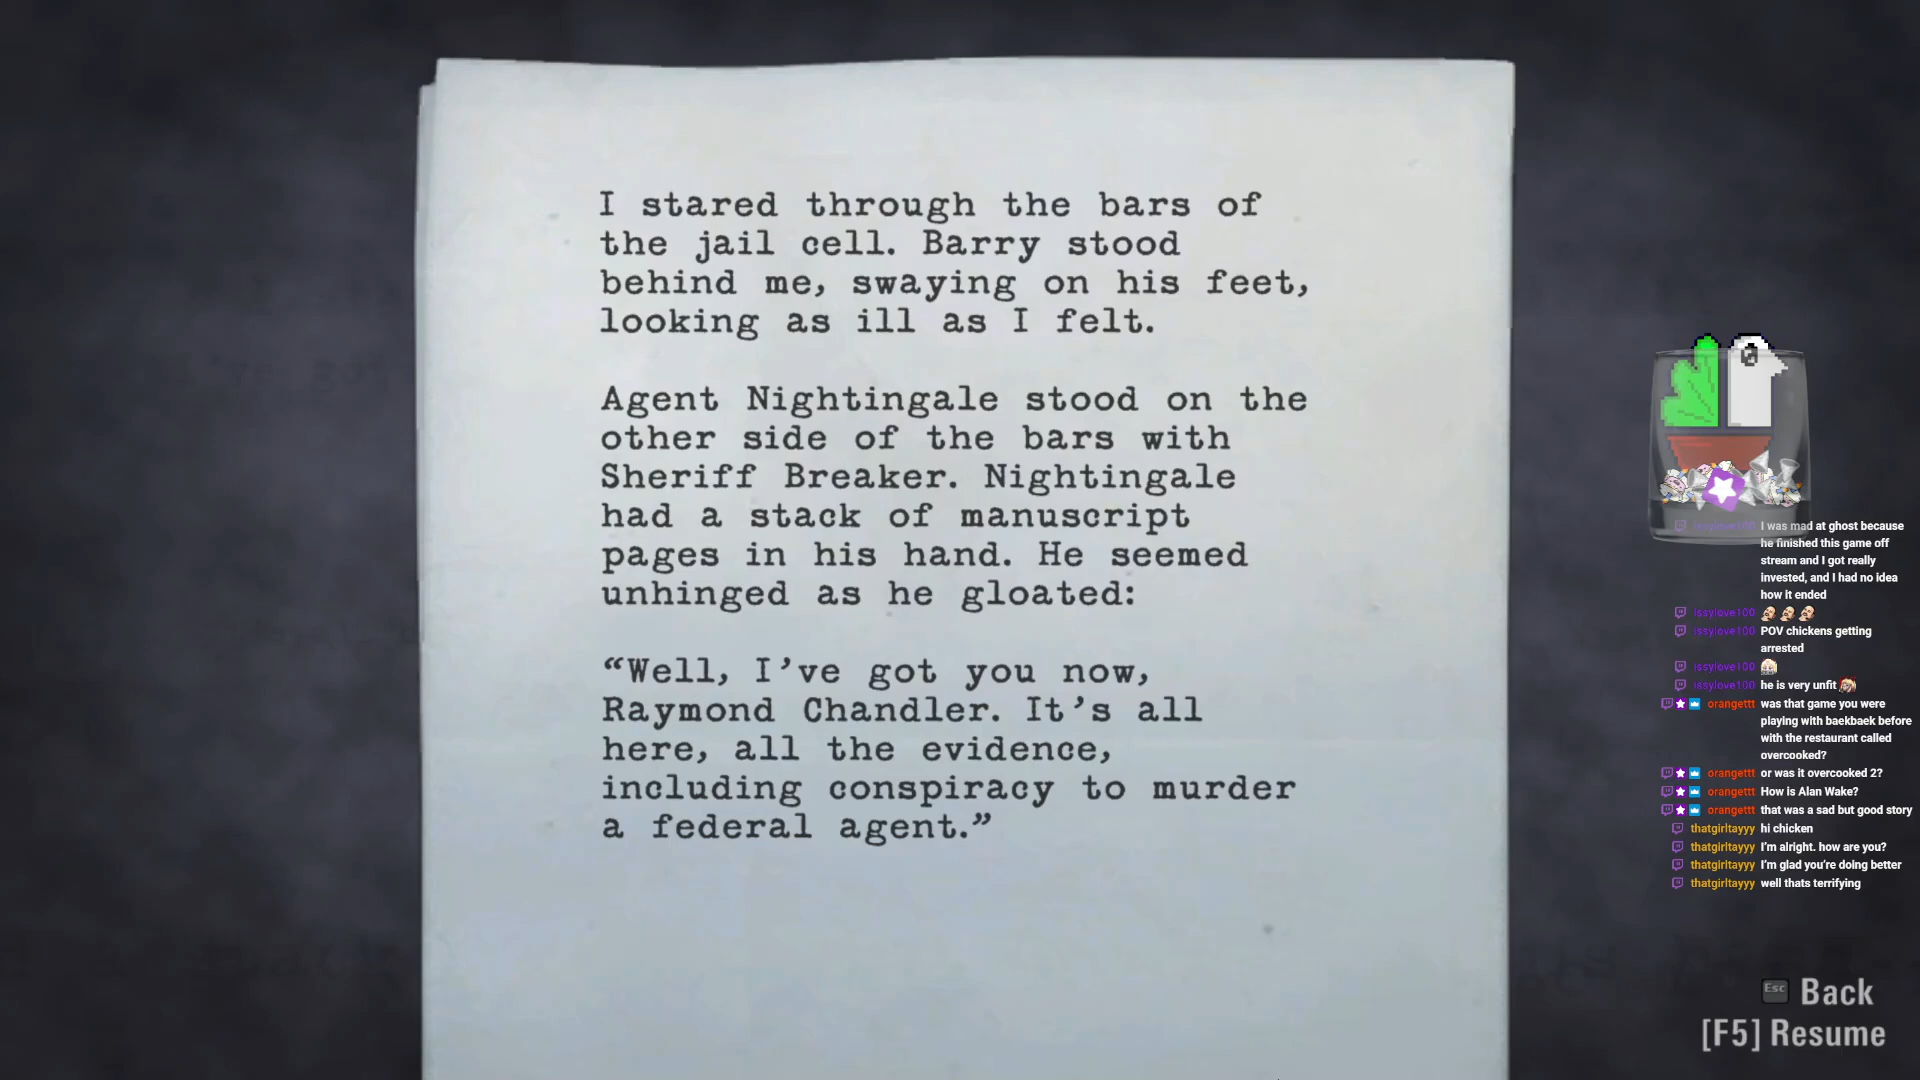 I stared through the bars of
the jail cell. Barry stood
behind me, swaying on his feet,
looking as ill as I felt.
Agent Nightingale stood on the
other side of the bars with
Sheriff Breaker. Nightingale
had a stack of manuscript
pages in his hand. He seemed
unhinged as he gloated:
“Well, I’ve got you now,
Raymond Chandler. It’s all
here, all the evidence,
including conspiracy to murder
a federal agent.”
issylove100 I was mad at ghost because
he finished this game off
stream and I got really
invested, and I had no idea
how it ended
issylove100
issylove100 POV chickens getting
arrested
issylove100
issylove100 he is very unfit
orangettt was that game you were
playing with baekbaek before
with the restaurant called
overcooked?
orangettt or was it overcooked 2?
orangettt How is Alan Wake?
orangettt that was a sad but good story
thatgirltayyy hi chicken
thatgirltayyy I’m alright. how are you?
thatgirltayyy I’m glad you’re doing better
thatgirltayyy well thats terrifying
Esc Back
[F5] Resume